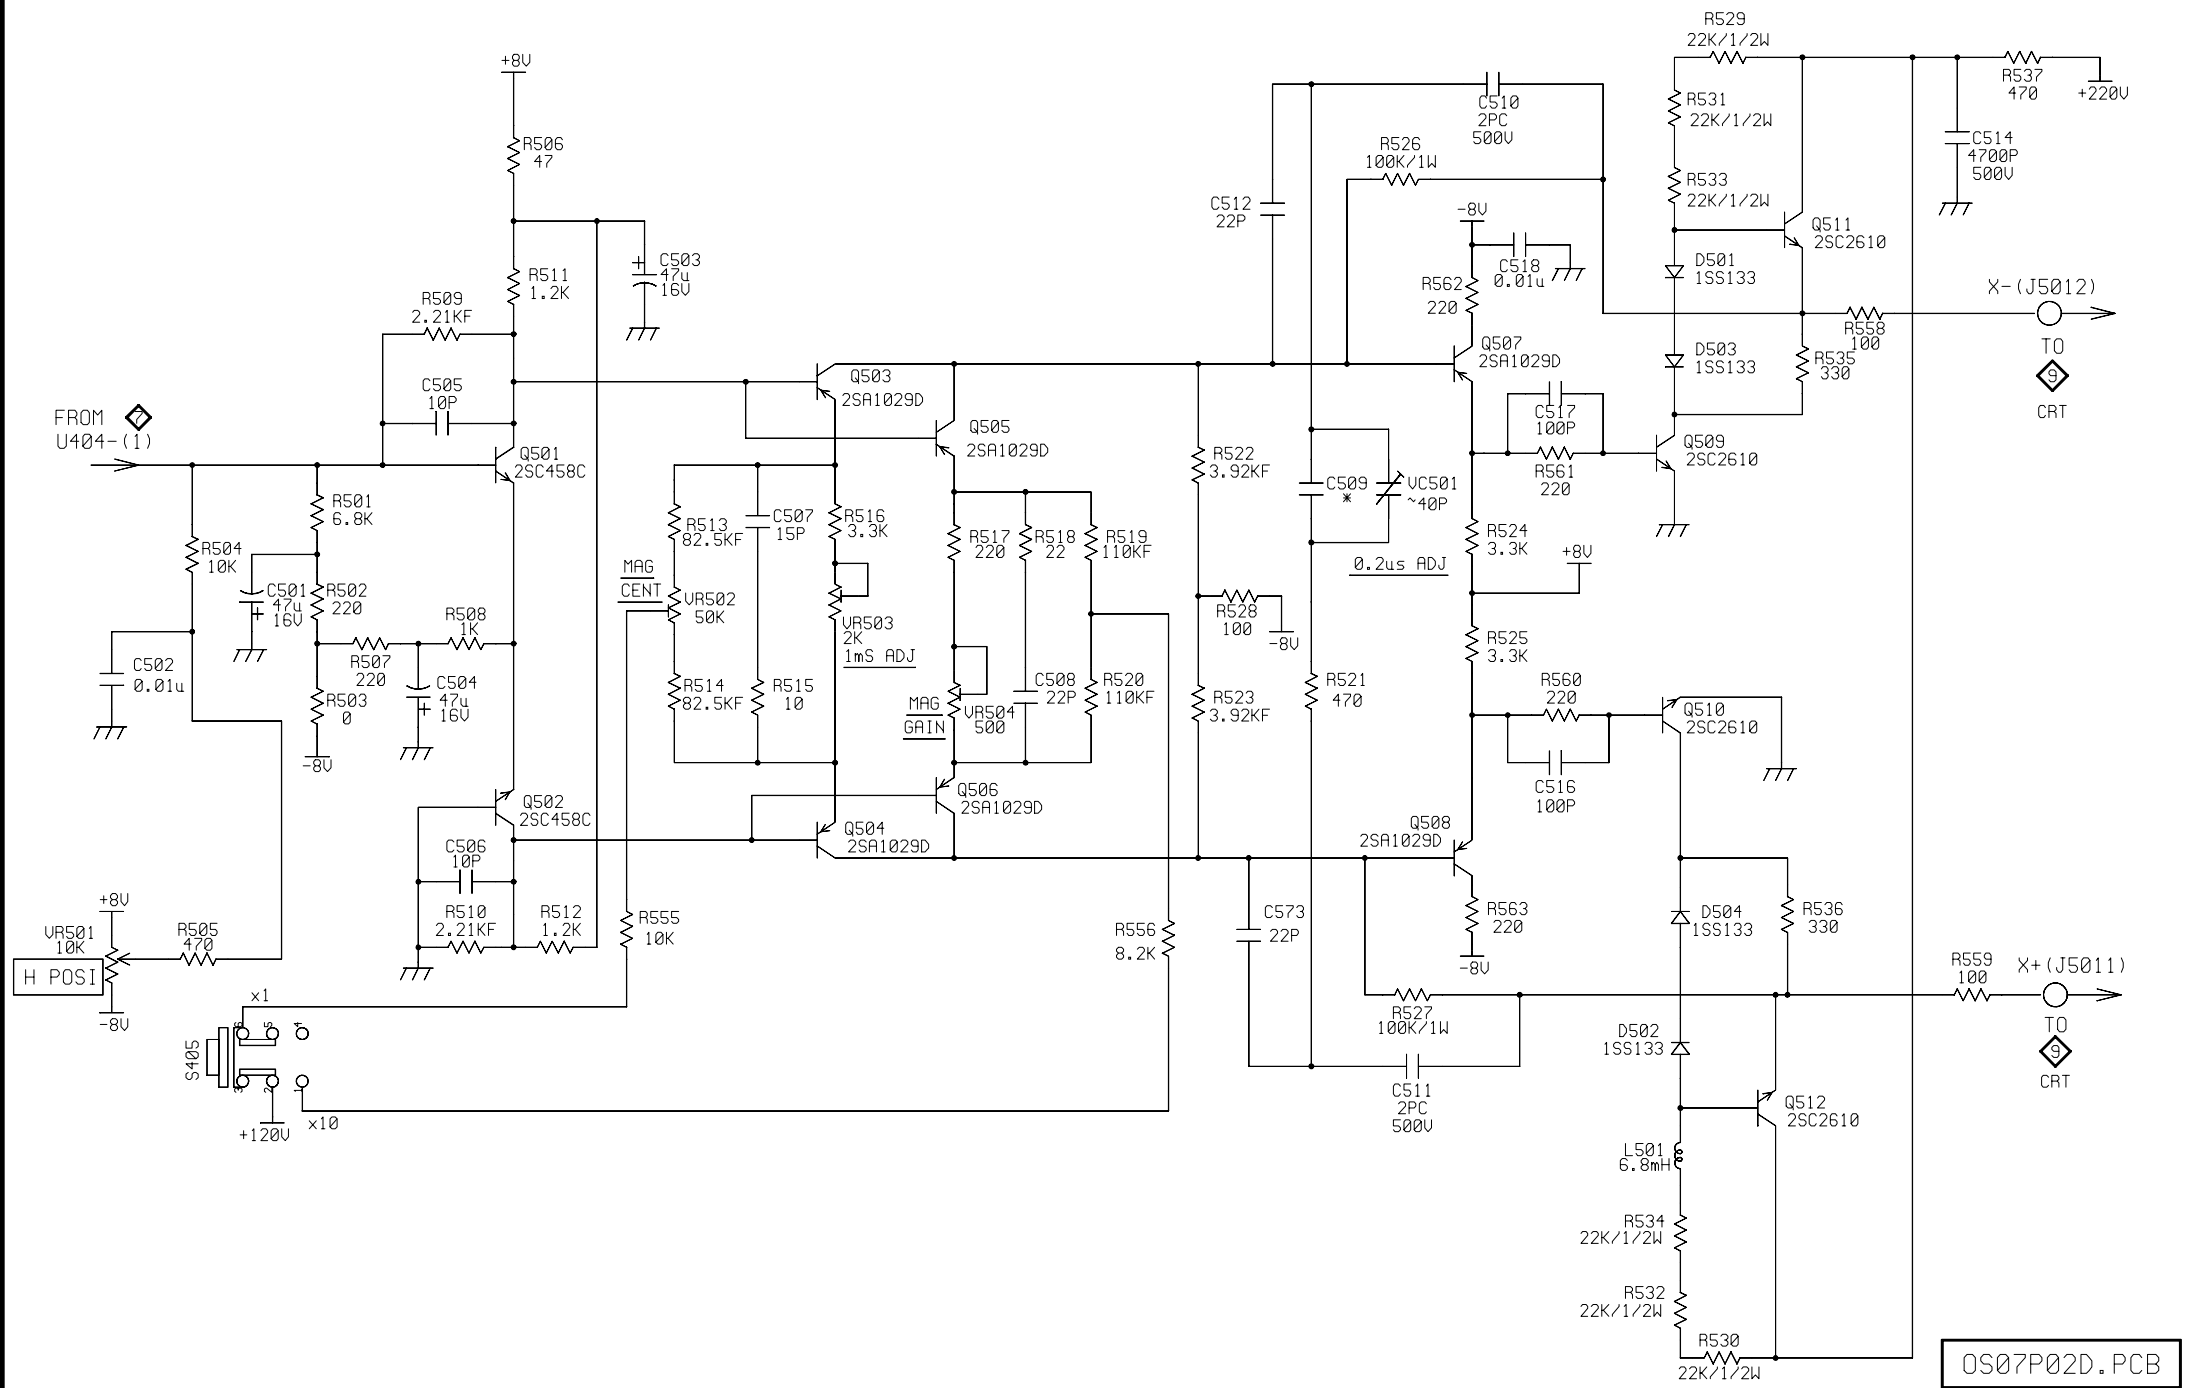 R529
22K/1/2W
+220V
R537
470
R531
22K/1/2W
C514
4700P
500V
R533
22K/1/2W
Q511
2SC2610
D501
1SS133
D503
1SS133
R535
330
R558
100
X-(J5012)
TO
9
CRT
+8V
R506
47
R511
1.2K
C503
+
47u
16V
R509
2.21KF
C505
10P
FROM 7
U404-(1)
Q501
2SC458C
R501
6.8K
R504
10K
C501
47u
+ 16V
R502
220
R508
1K
R507
220
C504
47u
+ 16V
C502
0.01u
R503
0
-8V
Q502
2SC458C
C506
10P
R510
2.21KF
R512
1.2K
+8V
VR501
10K
H POSI
-8V
R505
470
x1
6
5
4
S405
3
2
1
+120V
x10
R555
10K
Q503
2SA1029D
Q505
2SA1029D
R513
82.5KF
C507
15P
R516
3.3K
MAG
CENT
VR502
50K
VR503
2K
1mS ADJ
R514
82.5KF
R515
10
R517
220
R518
22
R519
110KF
MAG
GAIN
VR504
500
C508
22P
R520
110KF
Q506
2SA1029D
Q504
2SA1029D
R556
8.2K
C510
2PC
500V
R526
100K/1W
C512
22P
-8V
C518
0.01u
R562
220
Q507
2SA1029D
C517
100P
R561
220
Q509
2SC2610
R522
3.92KF
C509
*
VC501
~40P
0.2us ADJ
R524
3.3K
+8V
R528
100
-8V
R525
3.3K
R523
3.92KF
R521
470
R560
220
C516
100P
Q510
2SC2610
Q508
2SA1029D
R563
220
-8V
C573
22P
R527
100K/1W
C511
2PC
500V
D504
1SS133
R536
330
D502
1SS133
R559
100
X+(J5011)
TO
9
CRT
Q512
2SC2610
L501
6.8mH
R534
22K/1/2W
R532
22K/1/2W
R530
22K/1/2W
OS07P02D.PCB